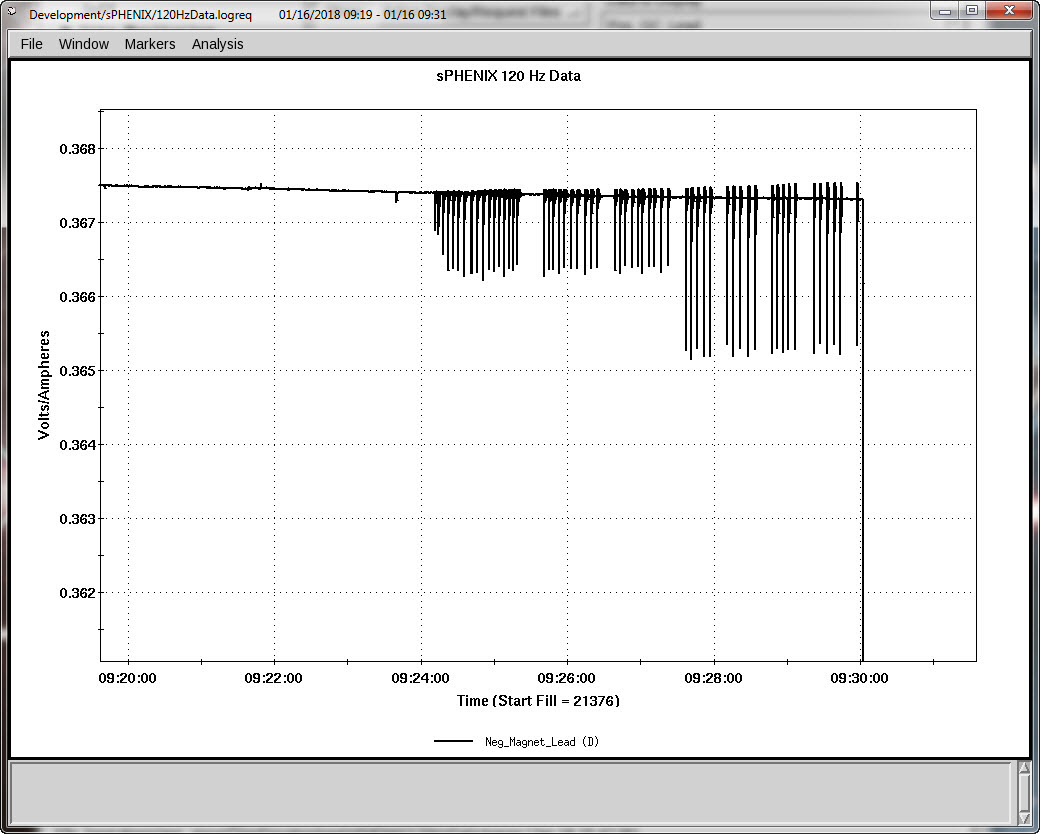 Development/sPHENIX/120HzData.logreq 01/16/2018 09:19 - 01/16 09:31
File Window Markers Analysis
sPHENIX 120 Hz Data
0.368
0.367
0.366
0.365
0.364
0.363
0.362
Volts/Ampheres
09:20:00 09:22:00 09:24:00 09:26:00 09:28:00 09:30:00
Time (Start Fill = 21376)
Neg_Magnet_Lead (D)